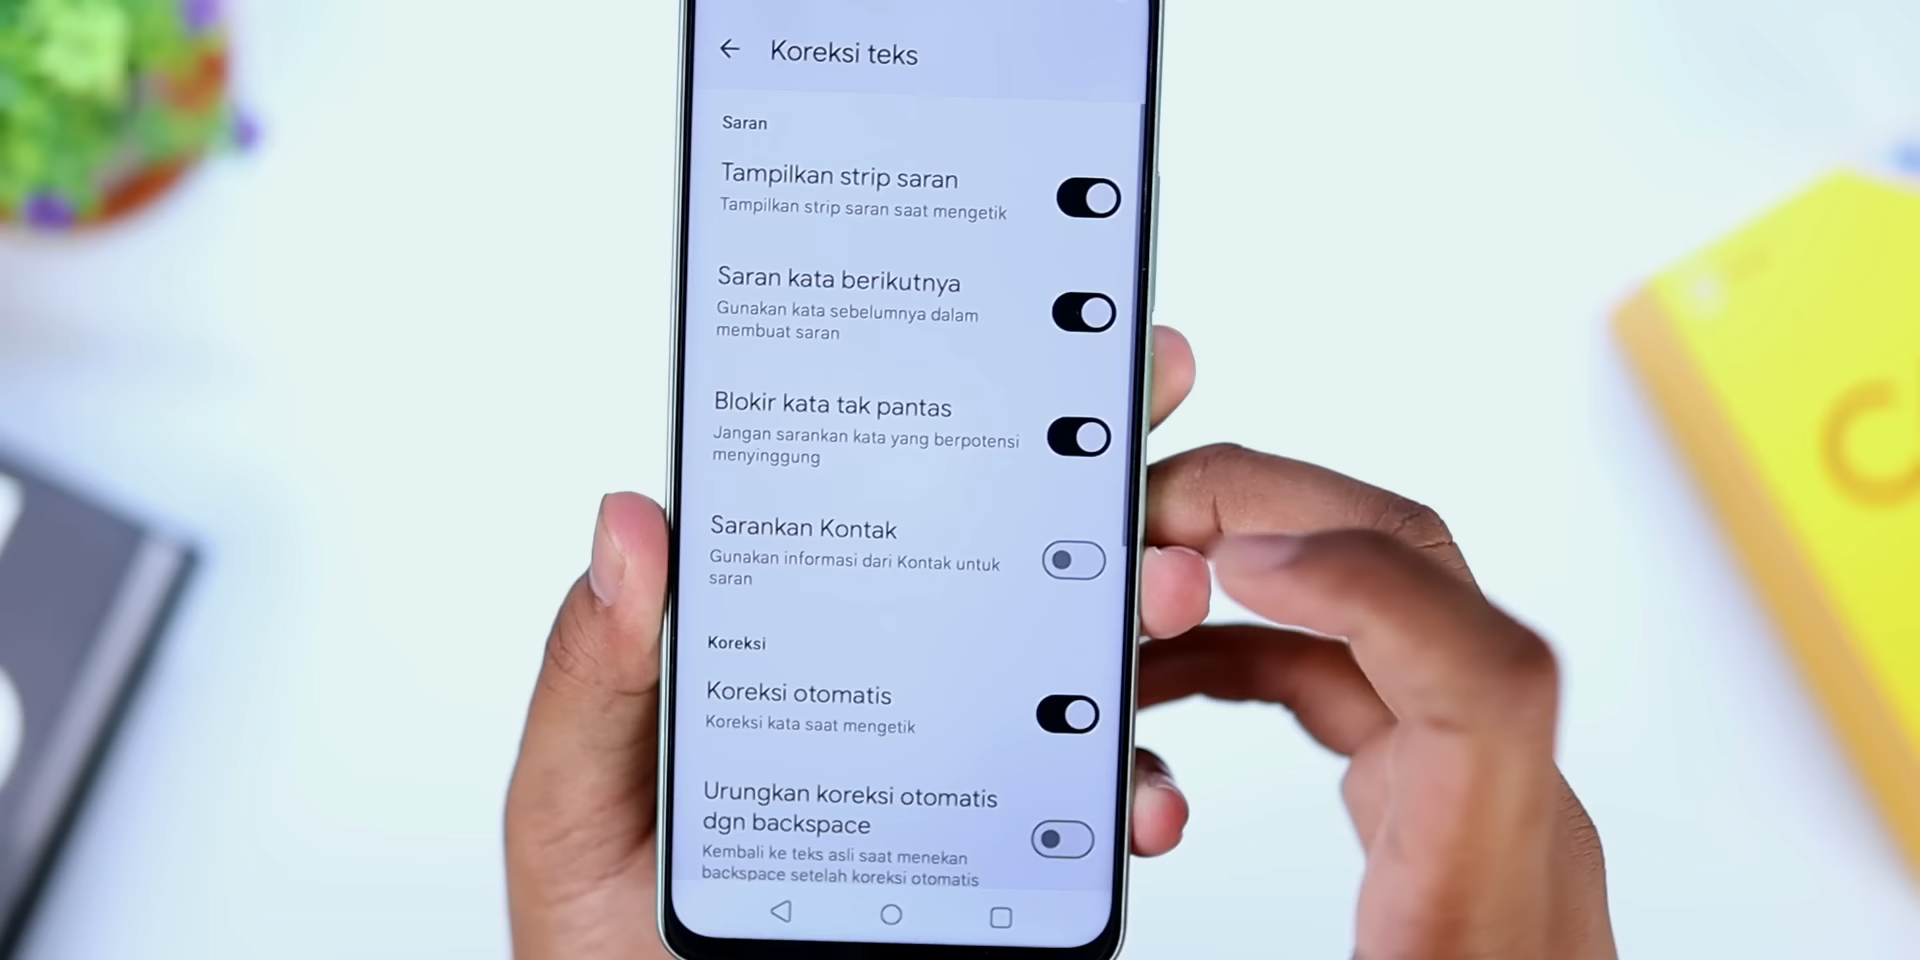 Koreksi teks
Saran
Tampilkan strip saran
Tampilkan strip saran saat mengetik
Saran kata berikutnya
Gunakan kata sebelumnya dalam
membuat saran
Blokir kata tak pantas
Jangan sarankan kata yang berpotensi
menyinggung
Sarankan Kontak
Gunakan informasi dari Kontak untuk
saran
Koreksi
Koreksi otomatis
Koreksi kata saat mengetik
Urungkan koreksi otomatis
dgn backspace
Kembali ke teks asli saat menekan
backspace setelah koreksi otomatis